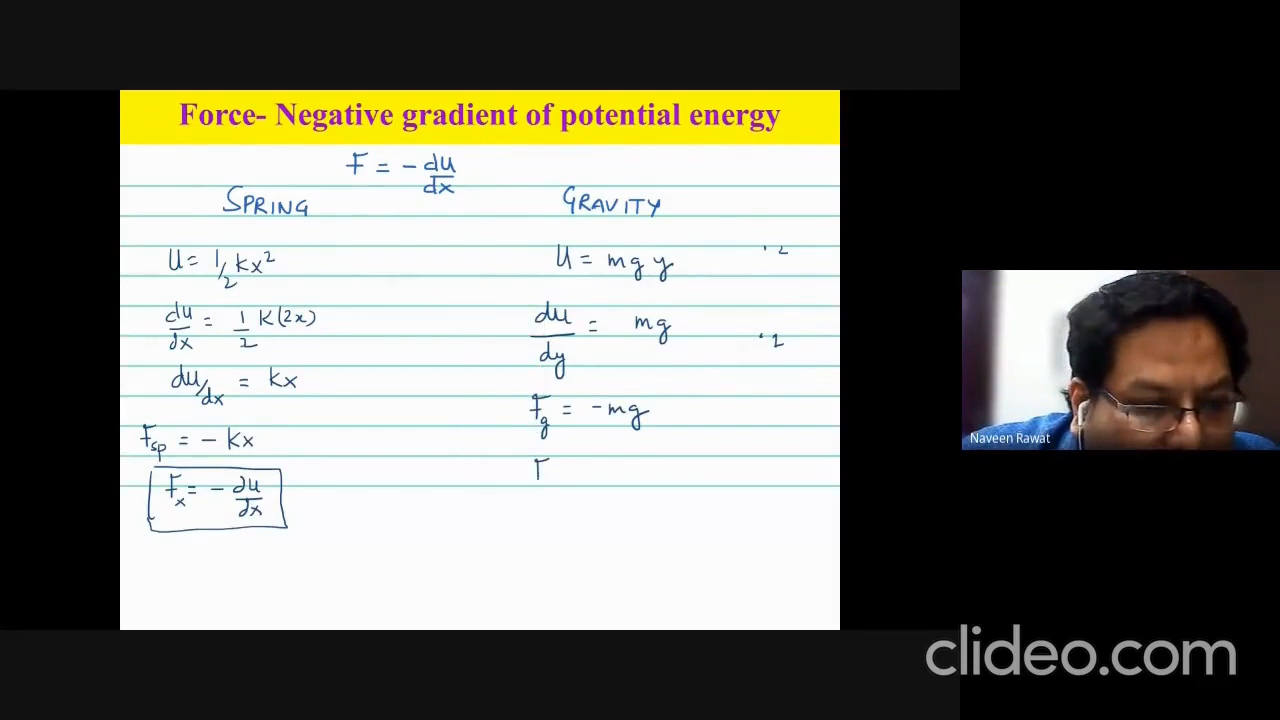 Force- Negative gradient of potential energy
F = - du/dx
SPRING
GRAVITY
U = 1/2 Kx²
U = mgy
du/dx = 1/2 K(2x)
du/dy = mg
du/dx = Kx
Fg = -mg
Fsp = - Kx
Fx = - du/dx
Naveen Rawat
clideo.com